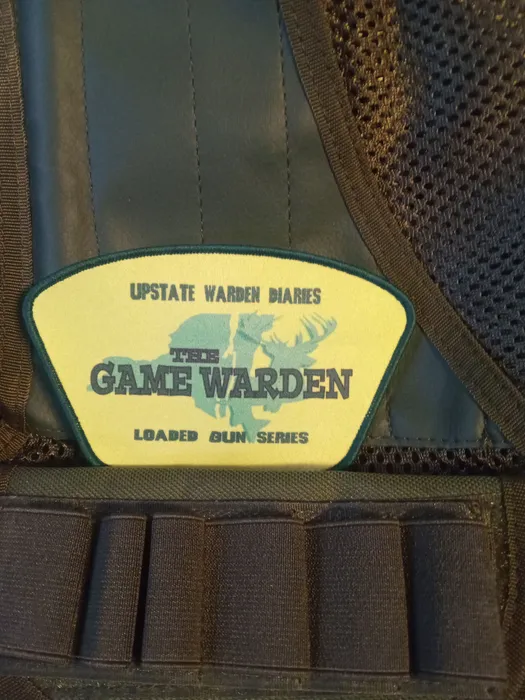 UPSTATE WARDEN DIARIES
THE
GAME WARDEN
LOADED GUN SERIES